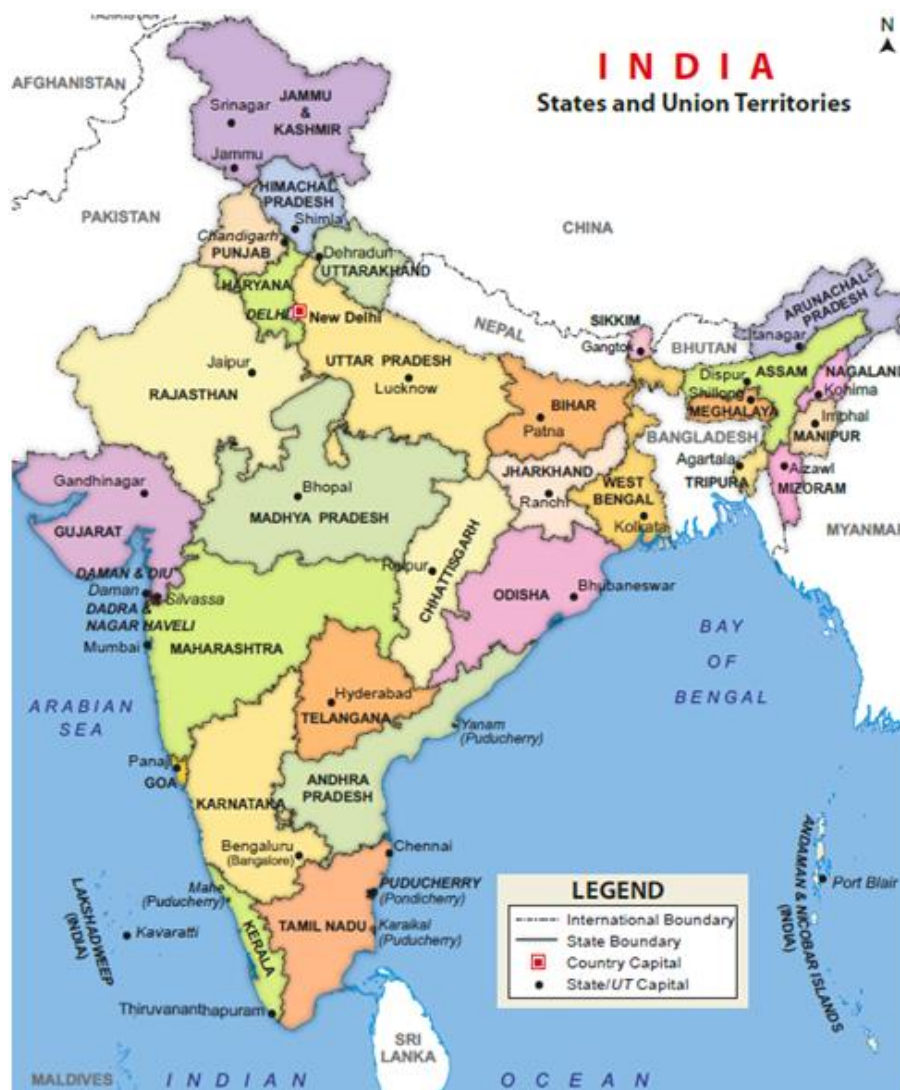 TAJIKISTAN
N
INDIA
States and Union Territories
AFGHANISTAN
JAMMU
&
KASHMIR
Srinagar
Jammu
HIMACHAL
PRADESH
Shimla
PAKISTAN
CHINA
Chandigarh
PUNJAB
Dehradun
UTTARAKHAND
HARYANA
DELHI
New Delhi
ARUNACHAL
PRADESH
Itanagar
NEPAL
SIKKIM
Gangtok
BHUTAN
Jaipur
RAJASTHAN
UTTAR PRADESH
Lucknow
Dispur
ASSAM
NAGALAND
Shillong
Kohima
MEGHALAYA
BIHAR
Patna
Imphal
MANIPUR
BANGLADESH
Agartala
TRIPURA
Aizawl
MIZORAM
JHARKHAND
Ranchi
WEST
BENGAL
Kolkata
Gandhinagar
GUJARAT
Bhopal
MADHYA PRADESH
MYANMAR
Raipur
CHHATTISGARH
ODISHA
Bhubaneswar
DAMAN & DIU
Daman
Silvassa
DADRA &
NAGAR HAVELI
Mumbai
MAHARASHTRA
BAY
OF
BENGAL
ARABIAN
SEA
Hyderabad
TELANGANA
Yanam
(Puducherry)
Panaji
GOA
KARNATAKA
ANDHRA
PRADESH
Bengaluru
(Bangalore)
Chennai
Mahe
(Puducherry)
PUDUCHERRY
(Pondicherry)
TAMIL NADU
Karaikal
(Puducherry)
KERALA
LAKSHADWEEP
(INDIA)
Kavaratti
Thiruvananthapuram
ANDAMAN & NICOBAR ISLANDS
(INDIA)
Port Blair
LEGEND
International Boundary
State Boundary
Country Capital
State/UT Capital
SRI
LANKA
MALDIVES
INDIAN OCEAN